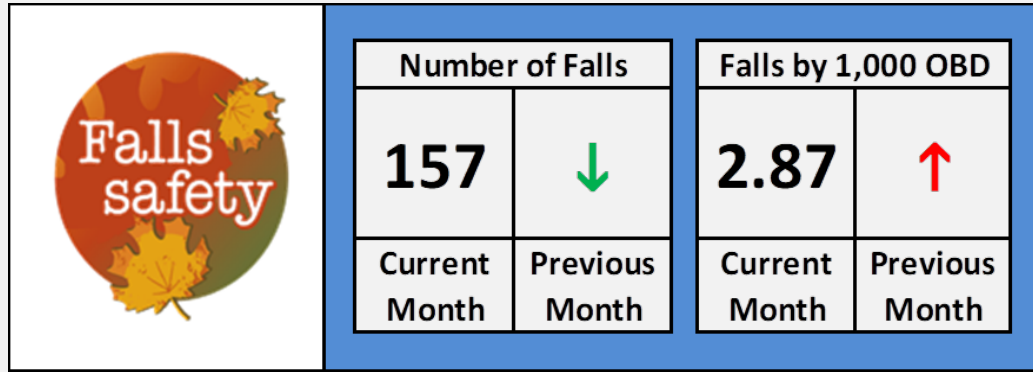 Falls
safety
Number of Falls
157 ↓
Current Month
Previous Month
Falls by 1,000 OBD
2.87 ↑
Current Month
Previous Month